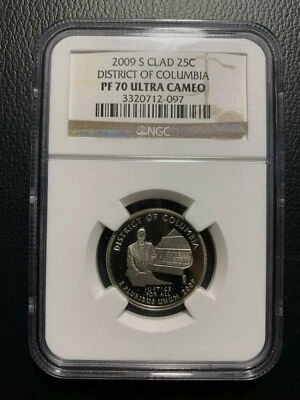 2009 S CLAD 25C
DISTRICT OF COLUMBIA
PF 70 ULTRA CAMEO
3320712-097
NGC
DISTRICT OF COLUMBIA
JUSTICE
FOR ALL
E PLURIBUS UNUM 2009